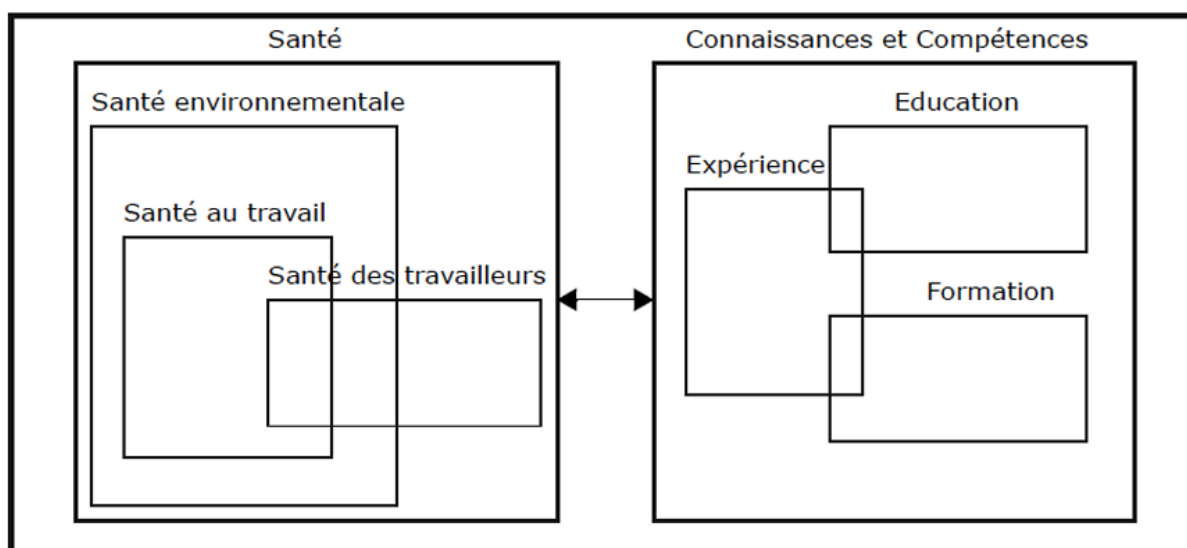 Santé
Connaissances et Compétences
Santé environnementale
Education
Expérience
Santé au travail
Santé des travailleurs
Formation